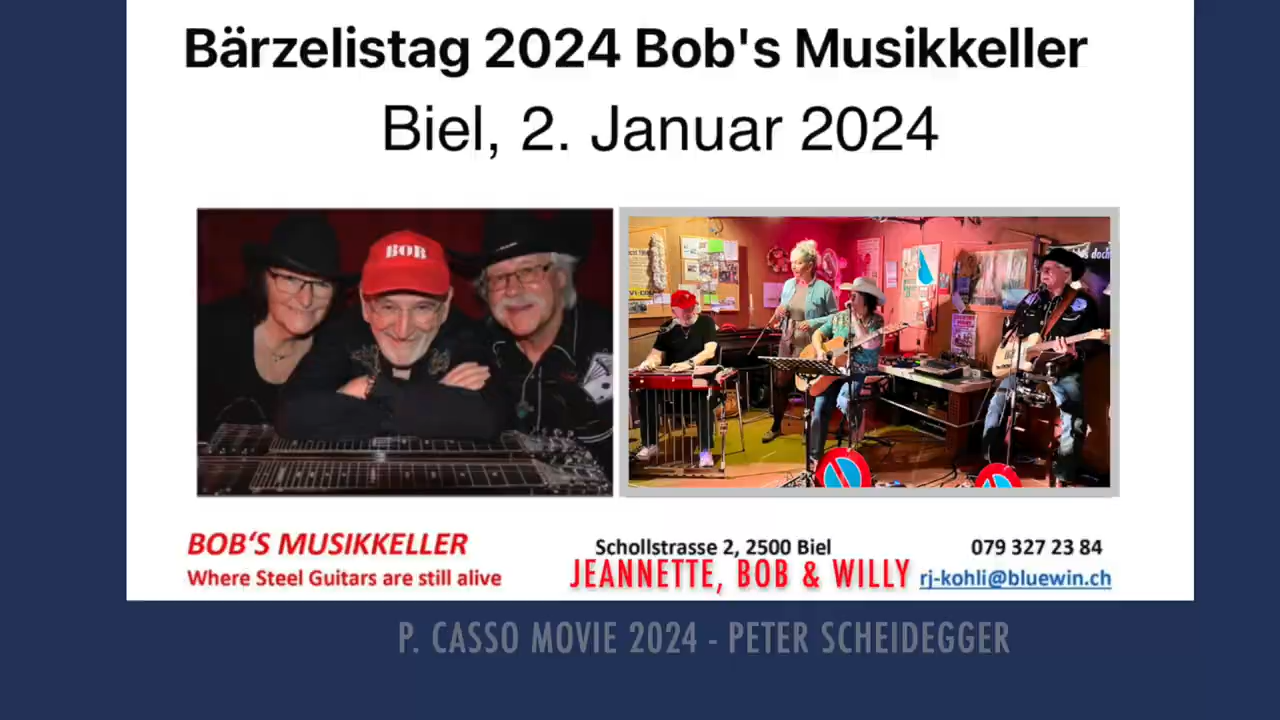 Bärzelistag 2024 Bob's Musikkeller
Biel, 2. Januar 2024
BOB
BOB'S MUSIKKELLER
Where Steel Guitars are still alive
Schollstrasse 2, 2500 Biel
079 327 23 84
JEANNETTE, BOB & WILLY
rj-kohli@bluewin.ch
P. CASSO MOVIE 2024 - PETER SCHEIDEGGER